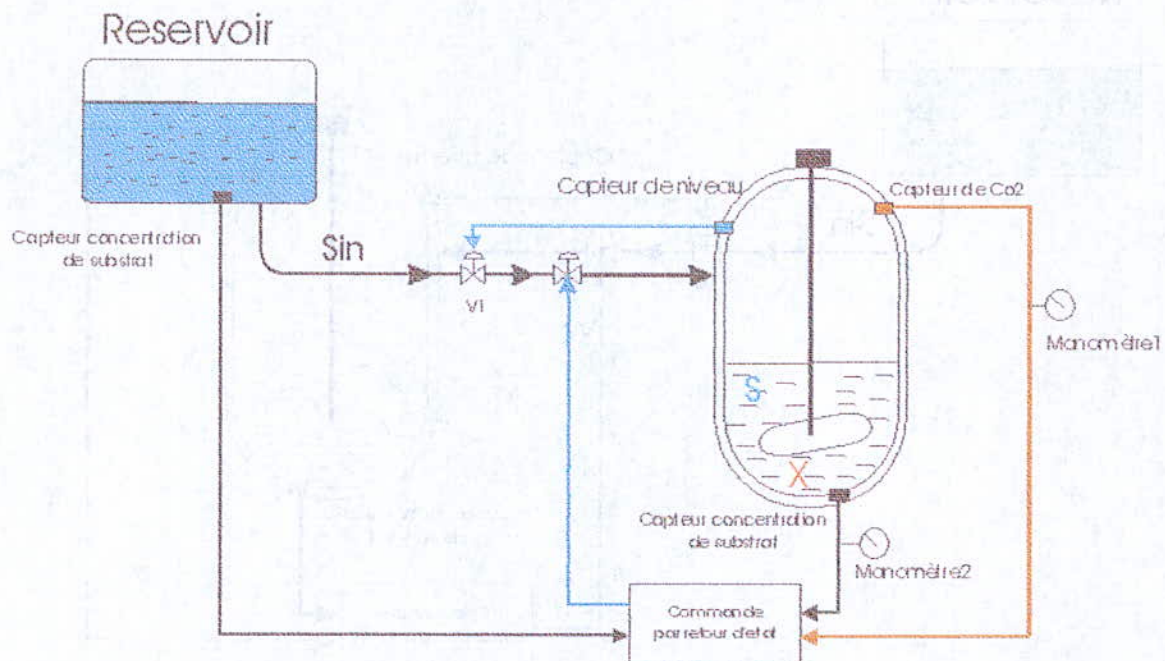 Reservoir
Capteur de niveau
Capteur de Co2
Capteur concentration
de substrat
Sin
V1
Manomètre1
S
X
Capteur concentration
de substrat
Manomètre2
Commande
par retour d'etat